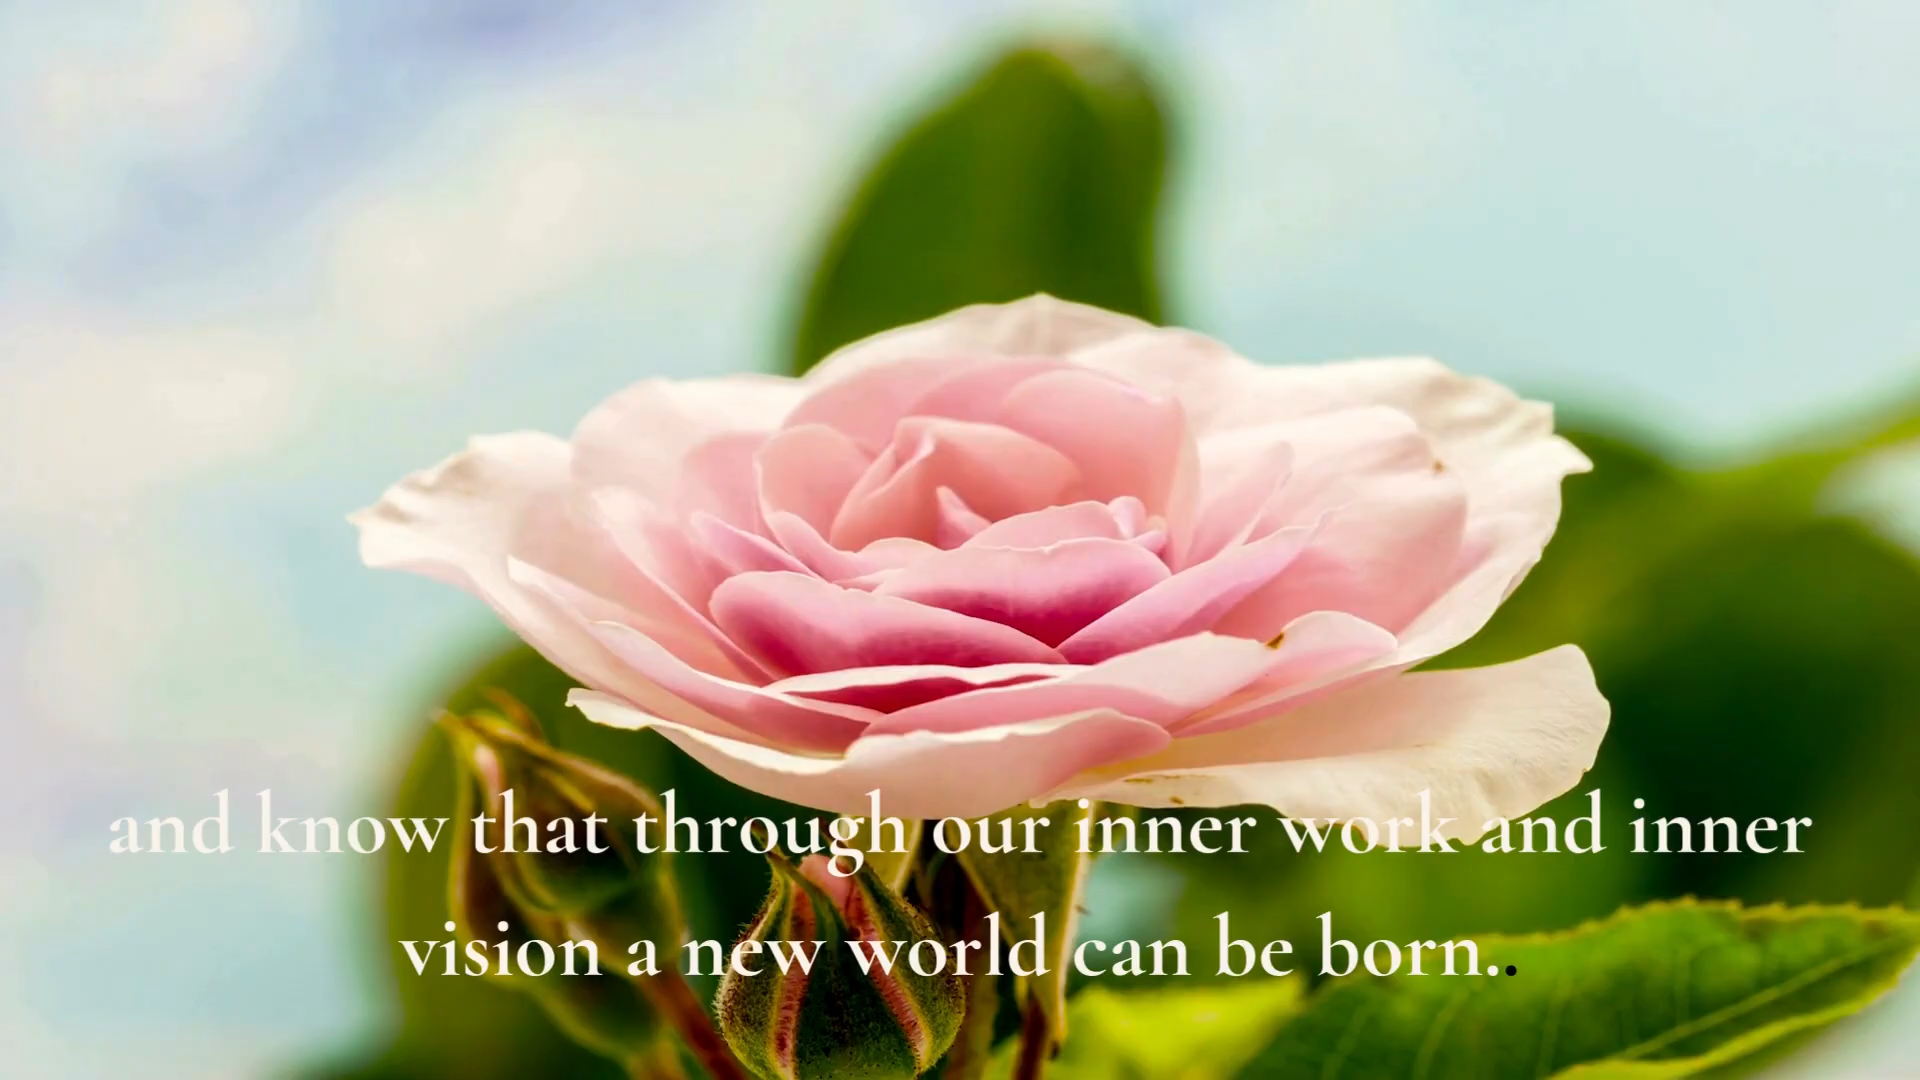 and know that through our inner work and inner
vision a new world can be born..